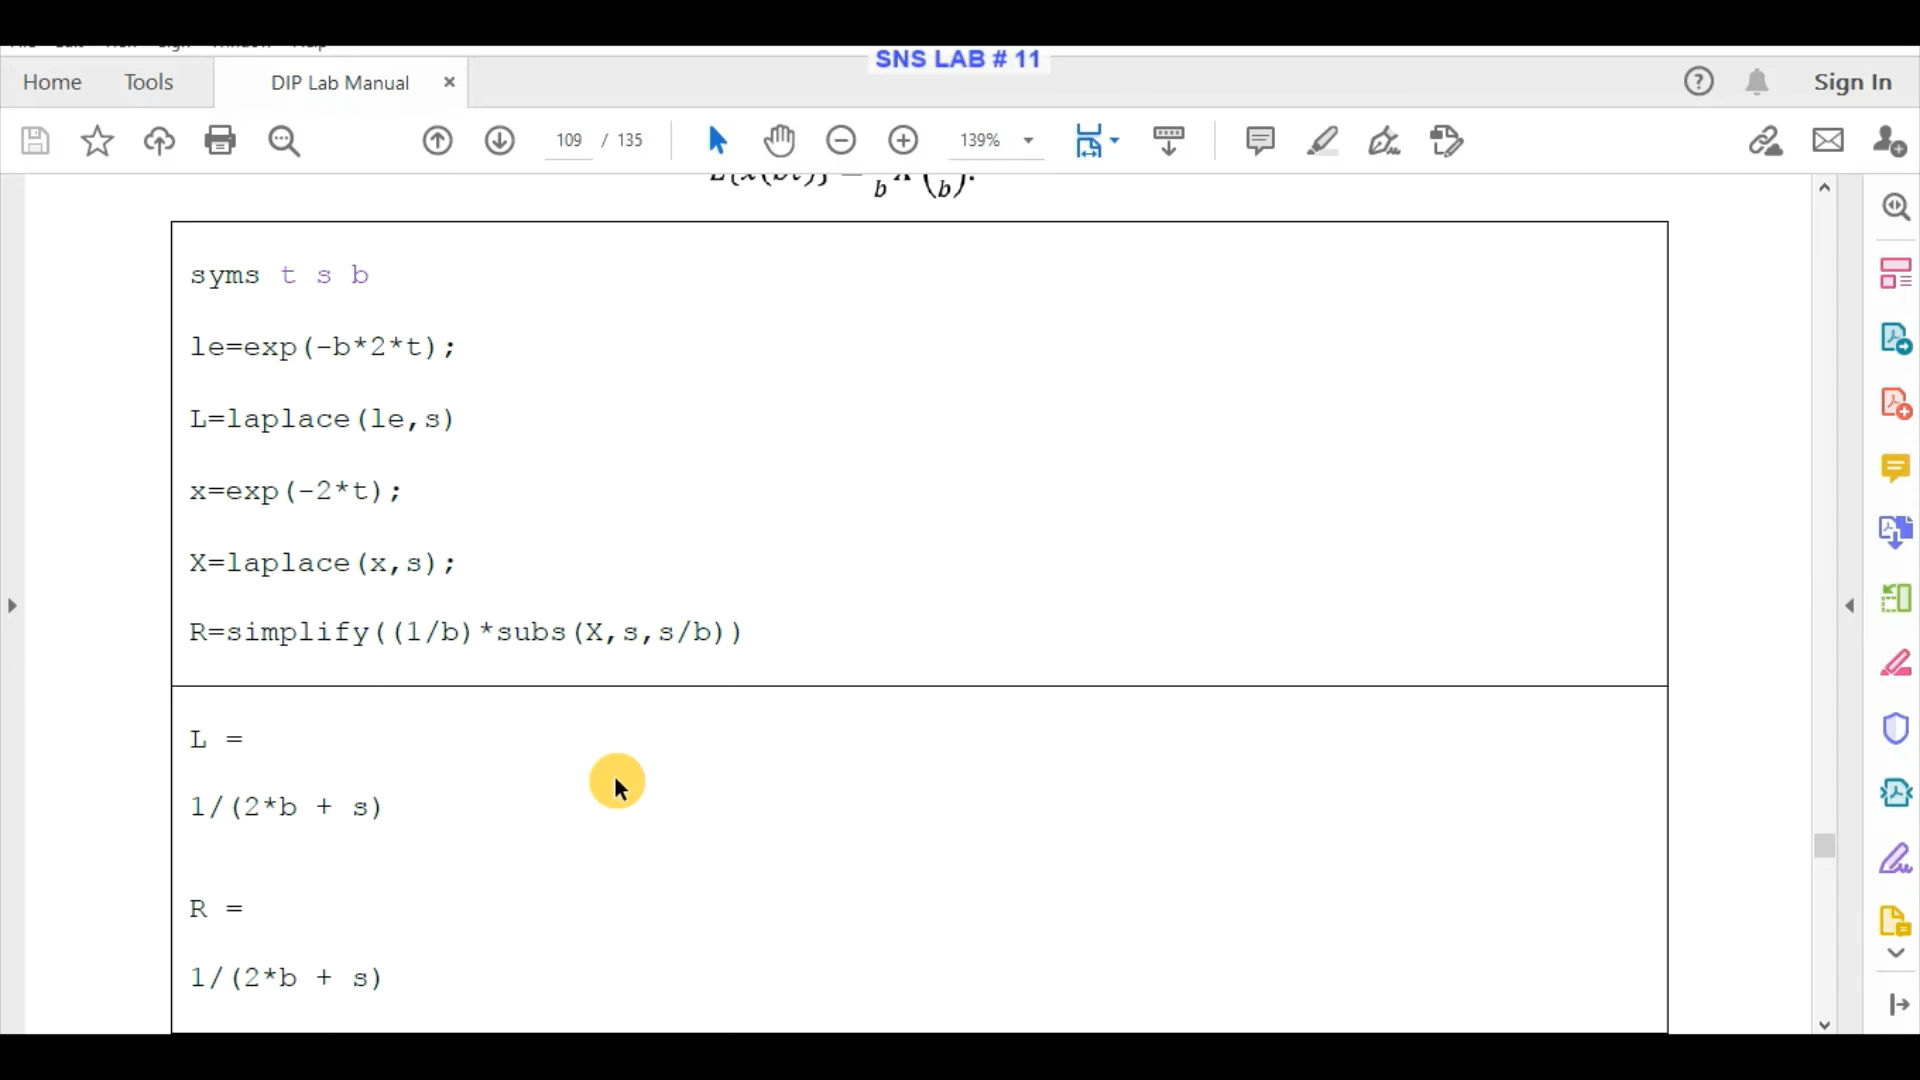 SNS LAB # 11
Home Tools DIP Lab Manual × Sign In
109 / 135 139%
syms t s b
le=exp(-b*2*t);
L=laplace(le,s)
x=exp(-2*t);
X=laplace(x,s);
R=simplify((1/b)*subs(X,s,s/b))
L =
1/(2*b + s)
R =
1/(2*b + s)